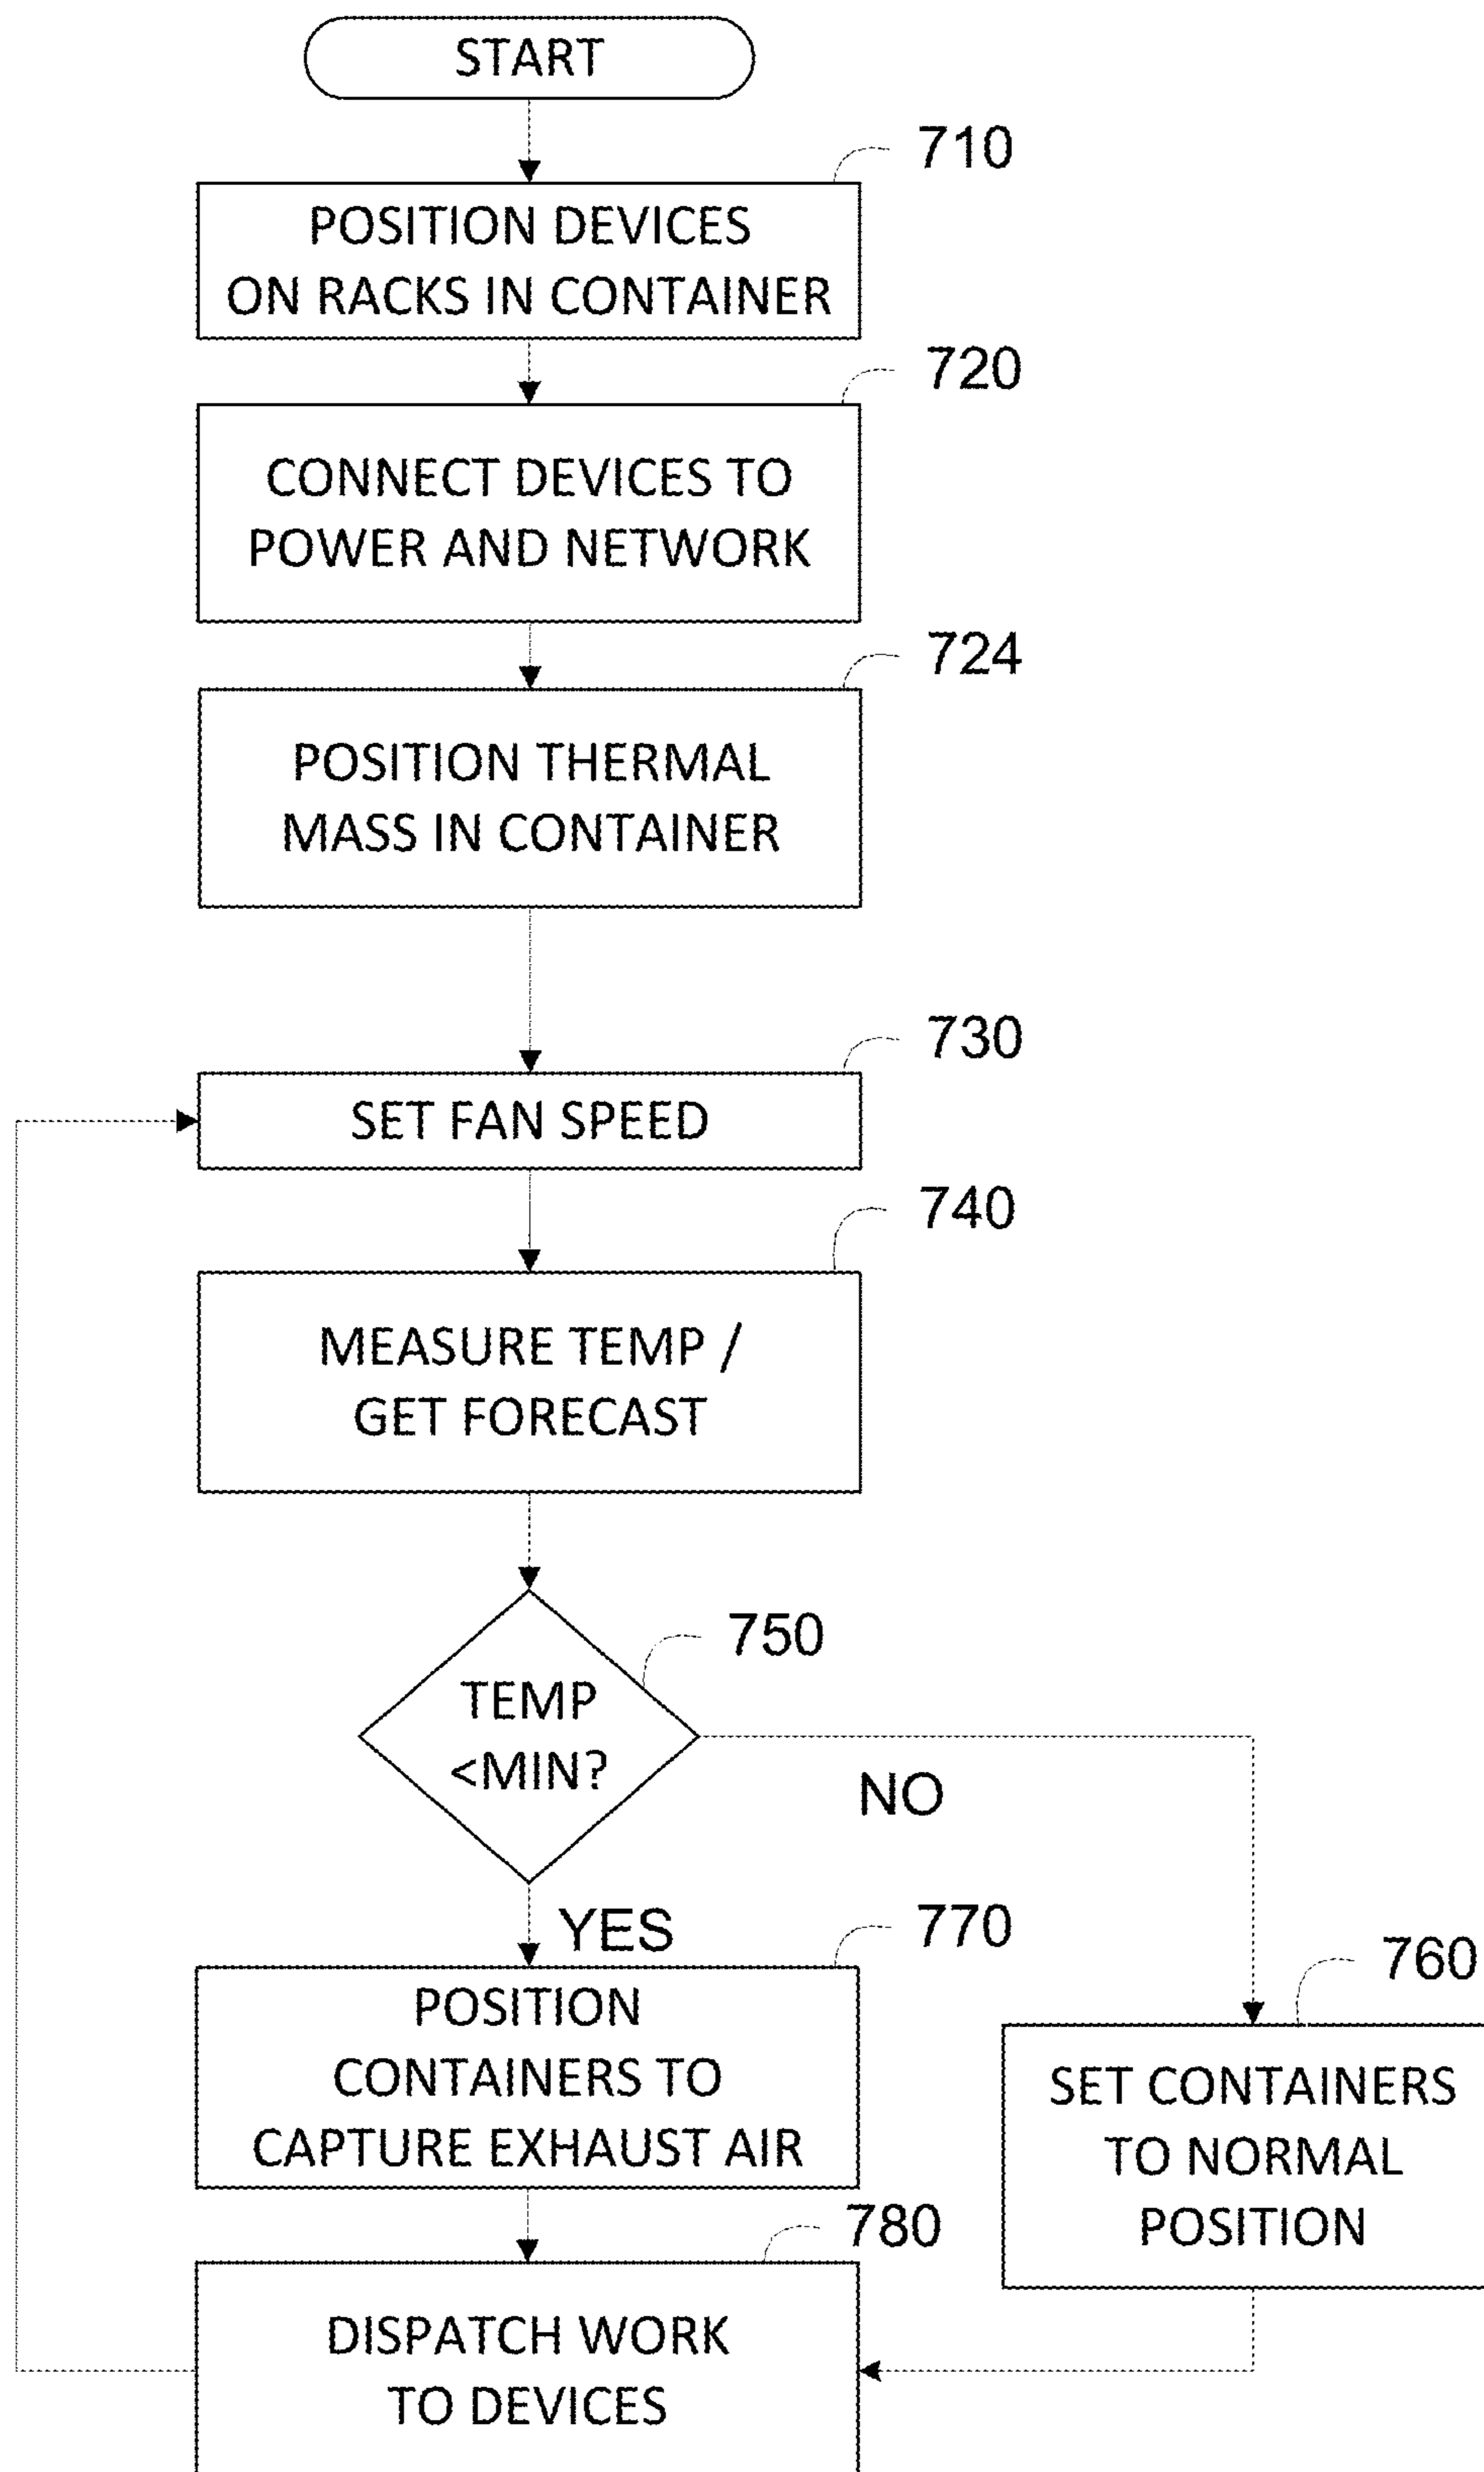 START
710
POSITION DEVICES
ON RACKS IN CONTAINER
720
CONNECT DEVICES TO
POWER AND NETWORK
724
POSITION THERMAL
MASS IN CONTAINER
730
SET FAN SPEED
740
MEASURE TEMP /
GET FORECAST
750
TEMP
<MIN?
NO
YES
770
POSITION
CONTAINERS TO
CAPTURE EXHAUST AIR
760
SET CONTAINERS
TO NORMAL
POSITION
780
DISPATCH WORK
TO DEVICES